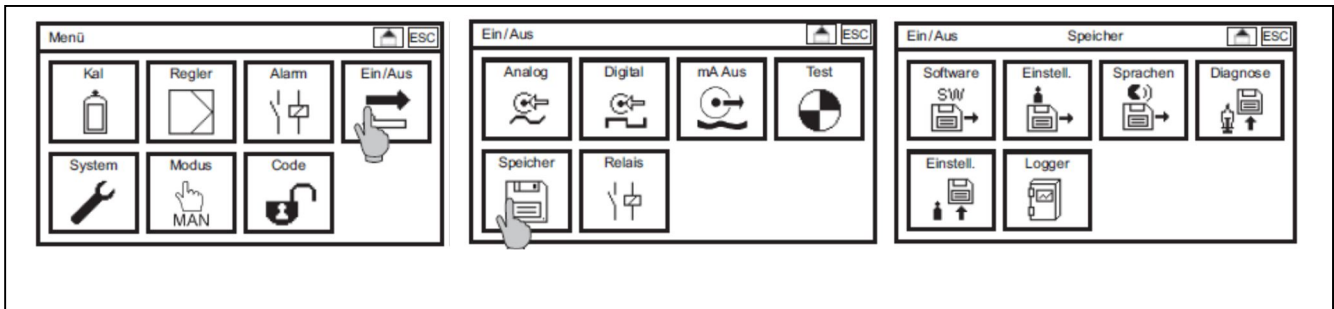 Menü ESC
Kal Regler Alarm Ein/Aus
System Modus Code
MAN
Ein/Aus ESC
Analog Digital mA Aus Test
Speicher Relais
Ein/Aus Speicher ESC
Software Einstell. Sprachen Diagnose
SW
Einstell. Logger